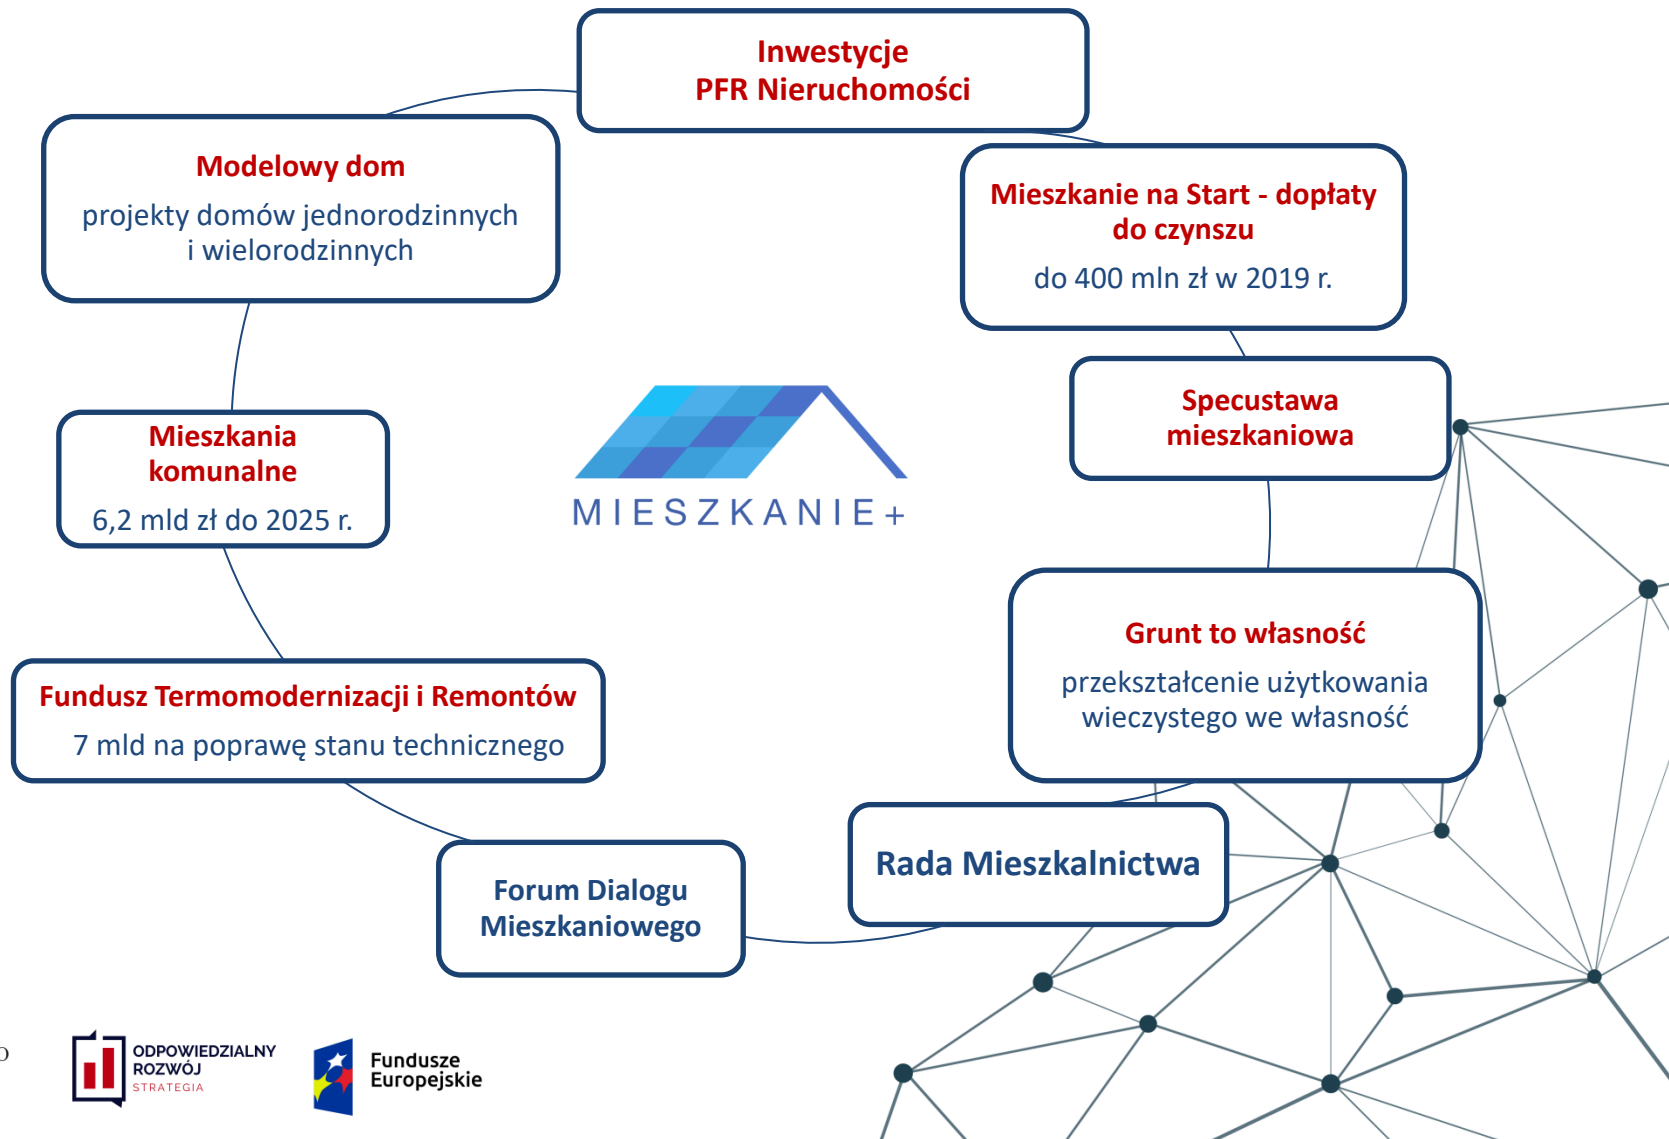 Inwestycje
PFR Nieruchomości
Modelowy dom
projekty domów jednorodzinnych
i wielorodzinnych
Mieszkanie na Start - dopłaty
do czynszu
do 400 mln zł w 2019 r.
Specustawa
mieszkaniowa
Mieszkania
komunalne
6,2 mld zł do 2025 r.
MIESZKANIE+
Grunt to własność
przekształcenie użytkowania
wieczystego we własność
Fundusz Termomodernizacji i Remontów
7 mld na poprawę stanu technicznego
Rada Mieszkalnictwa
Forum Dialogu
Mieszkaniowego
ODPOWIEDZIALNY
ROZWÓJ
STRATEGIA
Fundusze
Europejskie